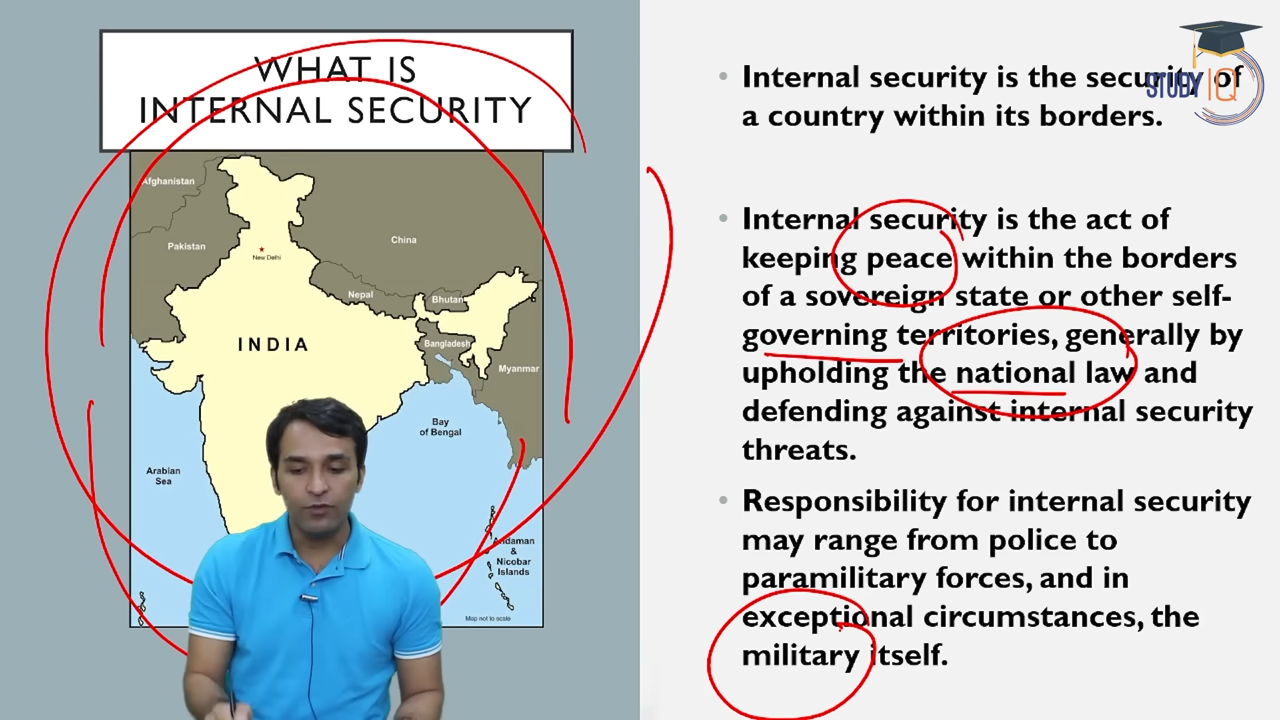 WHAT IS
INTERNAL SECURITY
Afghanistan
Pakistan
China
New Delhi
Nepal
Bhutan
INDIA
Bangladesh
Myanmar
Bay
of Bengal
Arabian
Sea
Andaman
&
Nicobar
Islands
Map not to scale
STUDY IQ
• Internal security is the security of
a country within its borders.
• Internal security is the act of
keeping peace within the borders
of a sovereign state or other self-
governing territories, generally by
upholding the national law and
defending against internal security
threats.
• Responsibility for internal security
may range from police to
paramilitary forces, and in
exceptional circumstances, the
military itself.